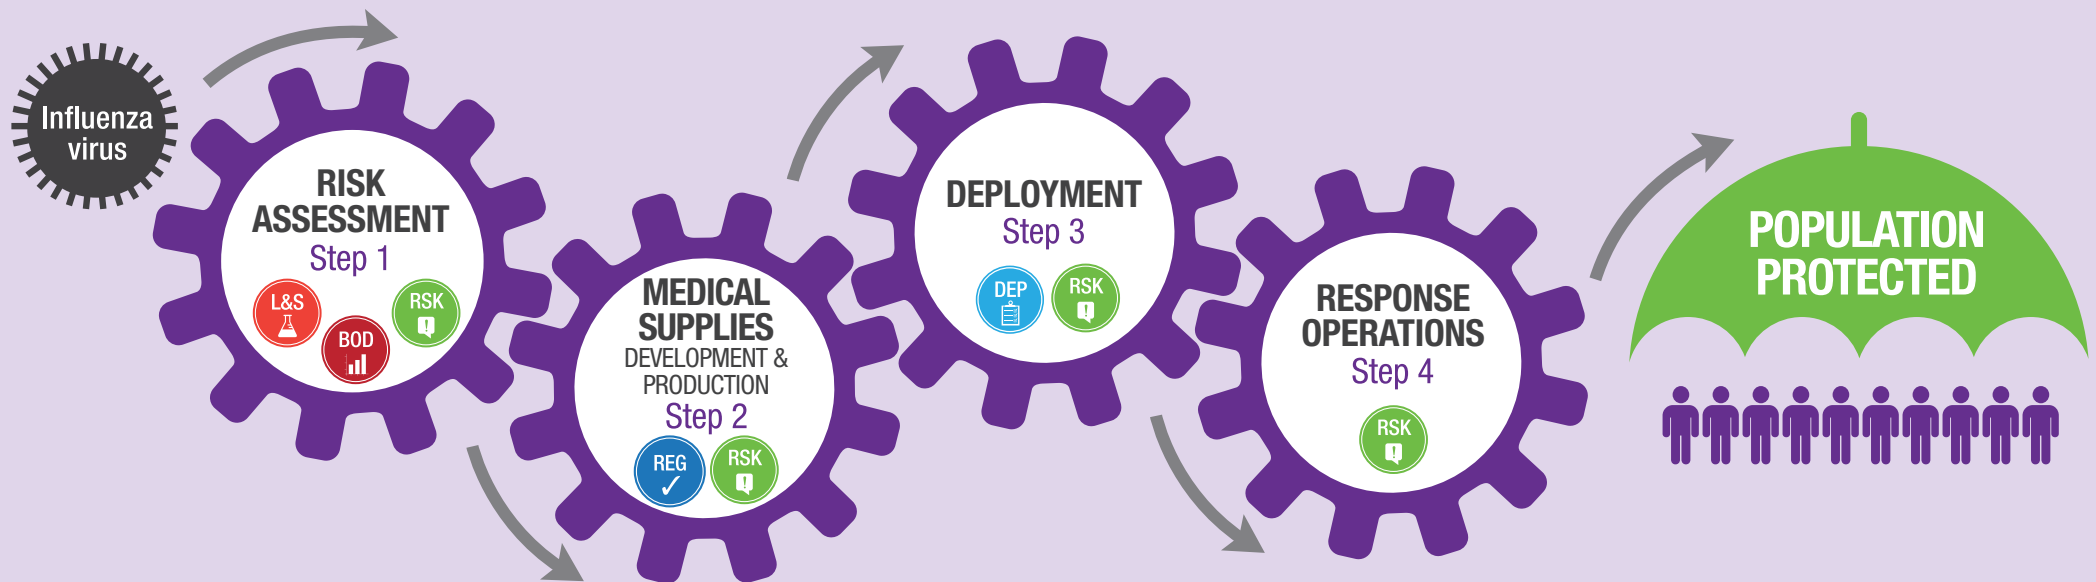 Influenza
virus
RISK
ASSESSMENT
Step 1
L&S
BOD
RSK
MEDICAL
SUPPLIES
DEVELOPMENT &
PRODUCTION
Step 2
REG
RSK
DEPLOYMENT
Step 3
DEP
RSK
RESPONSE
OPERATIONS
Step 4
RSK
POPULATION
PROTECTED